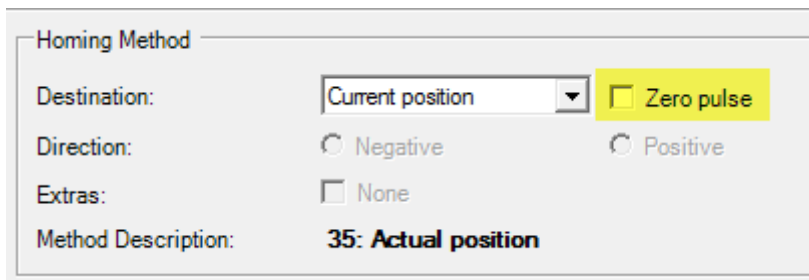 Homing Method
Destination: Current position Zero pulse
Direction: Negative Positive
Extras: None
Method Description: 35: Actual position